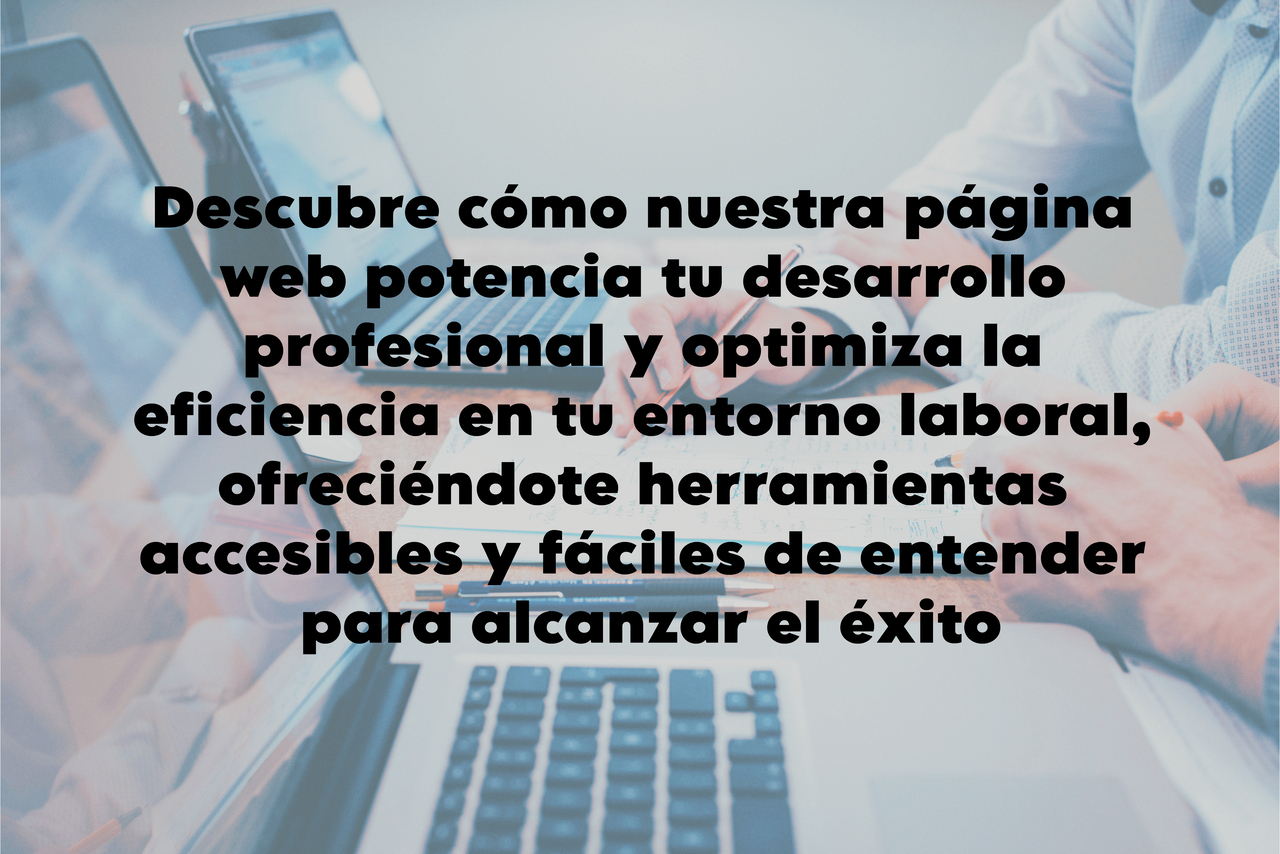 Descubre cómo nuestra página
web potencia tu desarrollo
profesional y optimiza la
eficiencia en tu entorno laboral,
ofreciéndote herramientas
accesibles y fáciles de entender
para alcanzar el éxito